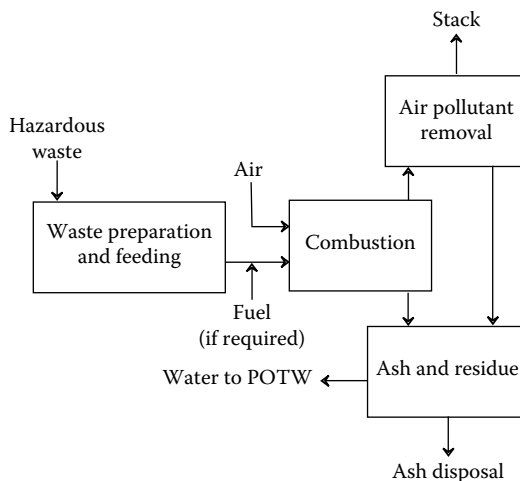 Stack
Air pollutant
removal
Hazardous
waste
Air
Waste preparation
and feeding
Combustion
Fuel
(if required)
Water to POTW
Ash and residue
Ash disposal